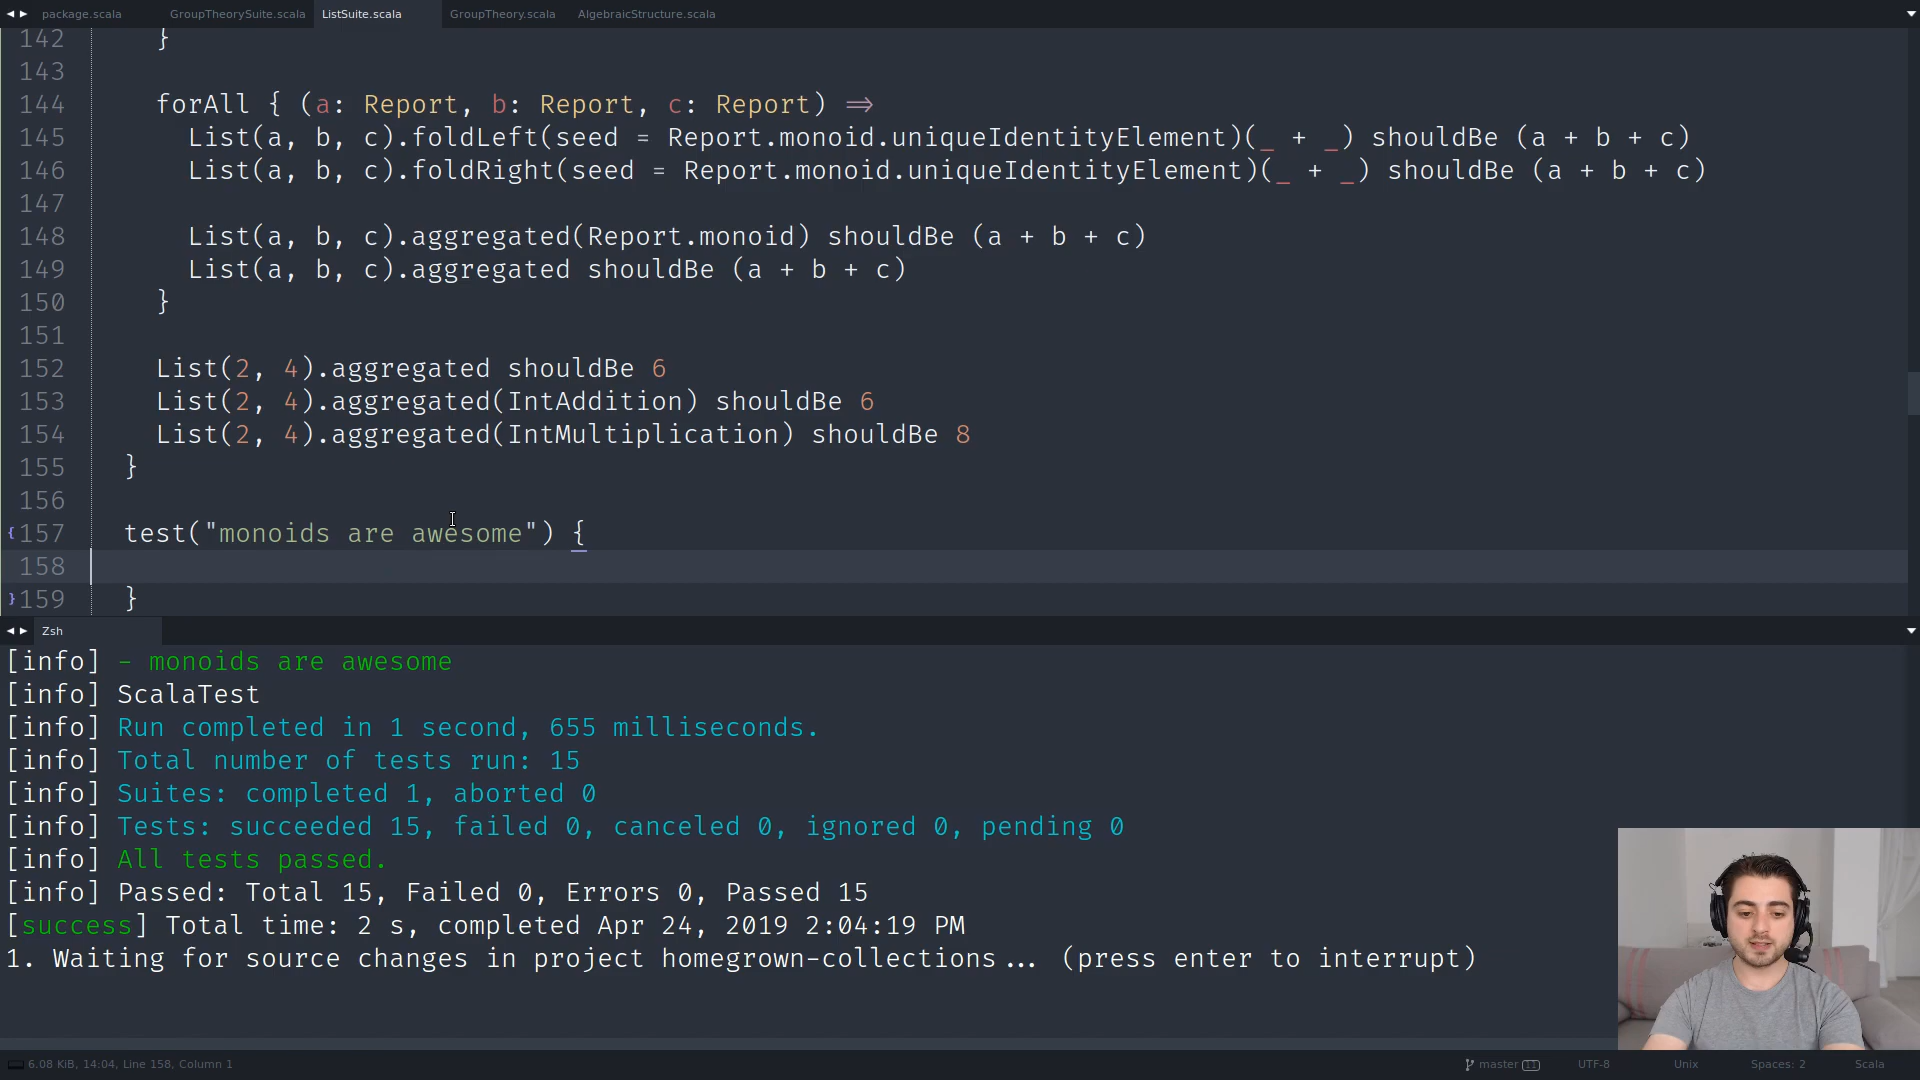 package.scala
GroupTheorySuite.scala
ListSuite.scala
GroupTheory.scala
AlgebraicStructure.scala
142 }
143
144 forAll { (a: Report, b: Report, c: Report) ⇒
145 List(a, b, c).foldLeft(seed = Report.monoid.uniqueIdentityElement)(_ + _) shouldBe (a + b + c)
146 List(a, b, c).foldRight(seed = Report.monoid.uniqueIdentityElement)(_ + _) shouldBe (a + b + c)
147
148 List(a, b, c).aggregated(Report.monoid) shouldBe (a + b + c)
149 List(a, b, c).aggregated shouldBe (a + b + c)
150 }
151
152 List(2, 4).aggregated shouldBe 6
153 List(2, 4).aggregated(IntAddition) shouldBe 6
154 List(2, 4).aggregated(IntMultiplication) shouldBe 8
155 }
156
157 test("monoids are awesome") {
158
159 }
Zsh
[info] - monoids are awesome
[info] ScalaTest
[info] Run completed in 1 second, 655 milliseconds.
[info] Total number of tests run: 15
[info] Suites: completed 1, aborted 0
[info] Tests: succeeded 15, failed 0, canceled 0, ignored 0, pending 0
[info] All tests passed.
[info] Passed: Total 15, Failed 0, Errors 0, Passed 15
[success] Total time: 2 s, completed Apr 24, 2019 2:04:19 PM
1. Waiting for source changes in project homegrown-collections... (press enter to interrupt)
6.08 KiB, 14:04, Line 158, Column 1
master 11
UTF-8
Unix
Spaces: 2
Scala